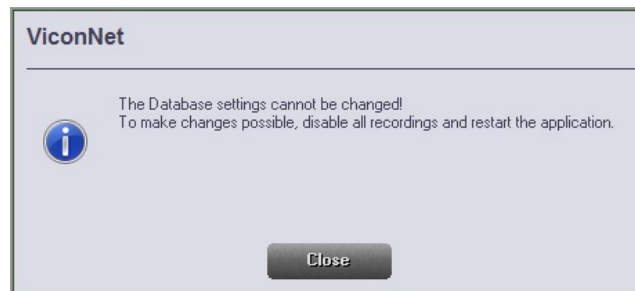 ViconNet
The Database settings cannot be changed!
To make changes possible, disable all recordings and restart the application.
Close